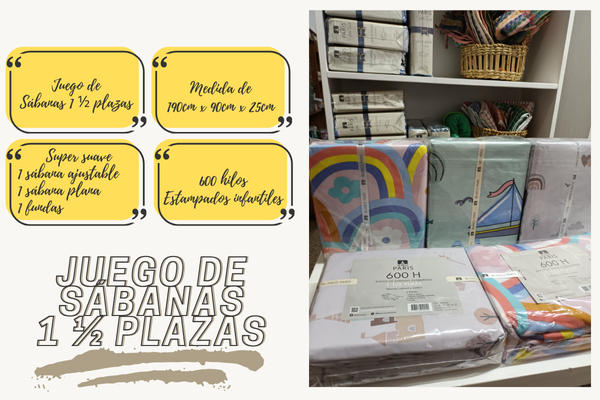 Juego de
Sábanas 1 ½ plazas
Medida de
190cm x 90cm x 25cm
Super suave
1 sábana ajustable
1 sábana plana
1 fundas
600 hilos
Estampados infantiles
JUEGO DE
SÁBANAS
1 ½ PLAZAS
PARIS
600 H
PARIS
600 H